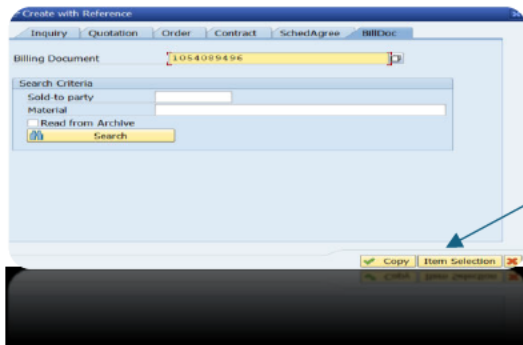 Create with Reference
Inquiry Quotation Order Contract SchedAgree BillDoc
Billing Document 1054089496
Search Criteria
Sold-to party
Material
Read from Archive
Search
Copy Item Selection